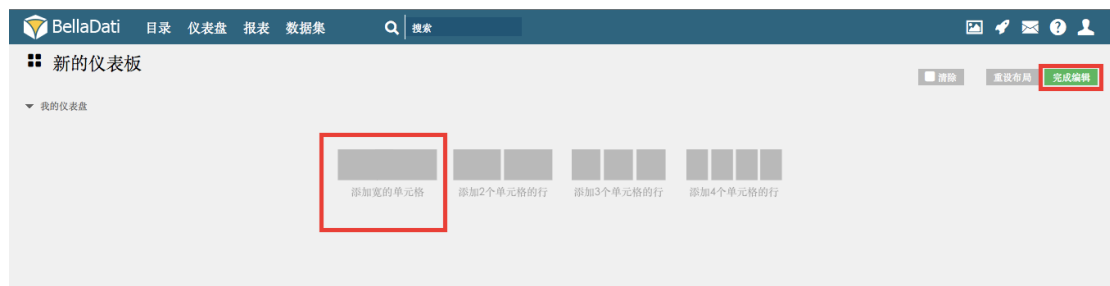 BellaDati 目录 仪表盘 报表 数据集 搜索
新的仪表板
清除 重设布局 完成编辑
我的仪表盘
添加宽的单元格 添加2个单元格的行 添加3个单元格的行 添加4个单元格的行